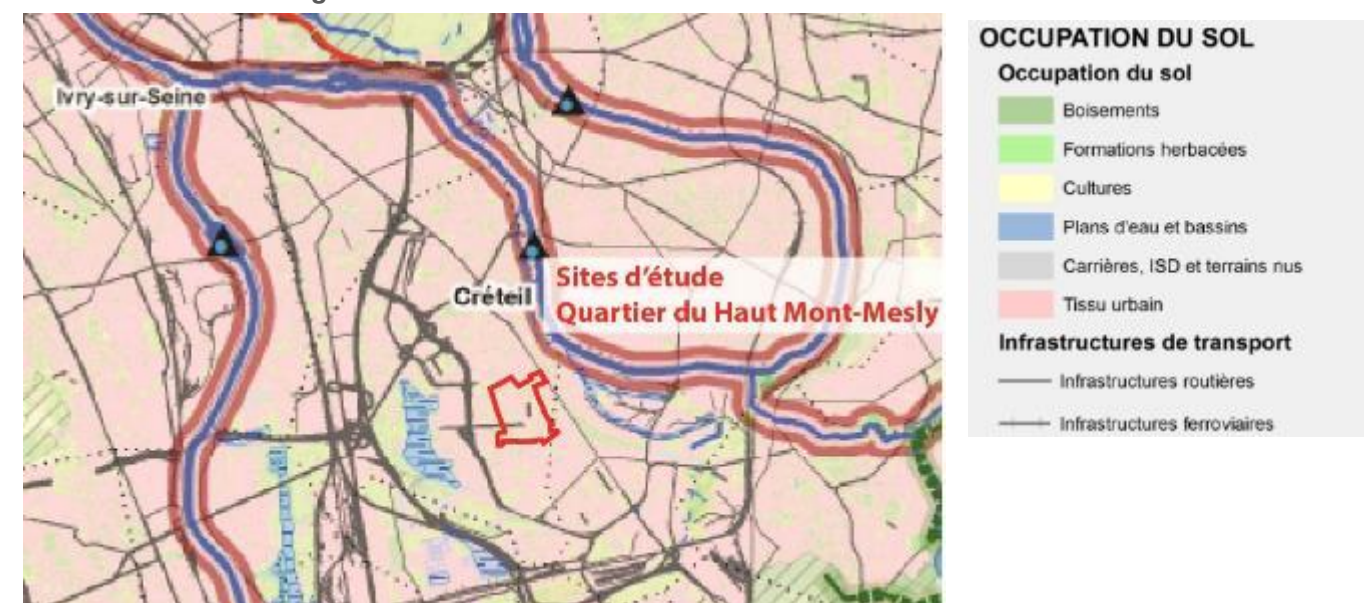 Ivry-sur-Seine
Créteil
Sites d'étude
Quartier du Haut Mont-Mesly
OCCUPATION DU SOL
Occupation du sol
Boisements
Formations herbacées
Cultures
Plans d'eau et bassins
Carrières, ISD et terrains nus
Tissu urbain
Infrastructures de transport
Infrastructures routières
Infrastructures ferroviaires